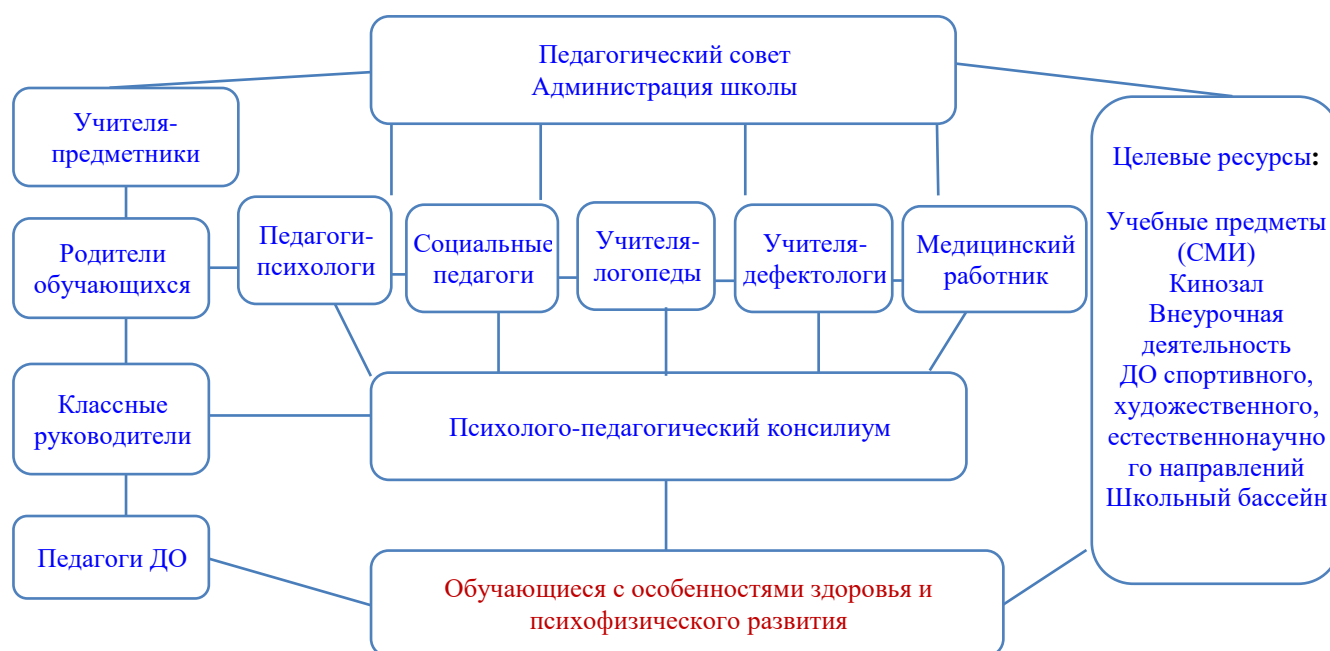 Педагогический совет
Администрация школы
Учителя-
предметники
Целевые ресурсы:
Учебные предметы
(СМИ)
Кинозал
Внеурочная
деятельность
ДО спортивного,
художественного,
естественнонаучно
го направлений
Школьный бассейн
Родители
обучающихся
Педагоги-
психологи
Социальные
педагоги
Учителя-
логопеды
Учителя-
дефектологи
Медицинский
работник
Классные
руководители
Психолого-педагогический консилиум
Педагоги ДО
Обучающиеся с особенностями здоровья и
психофизического развития